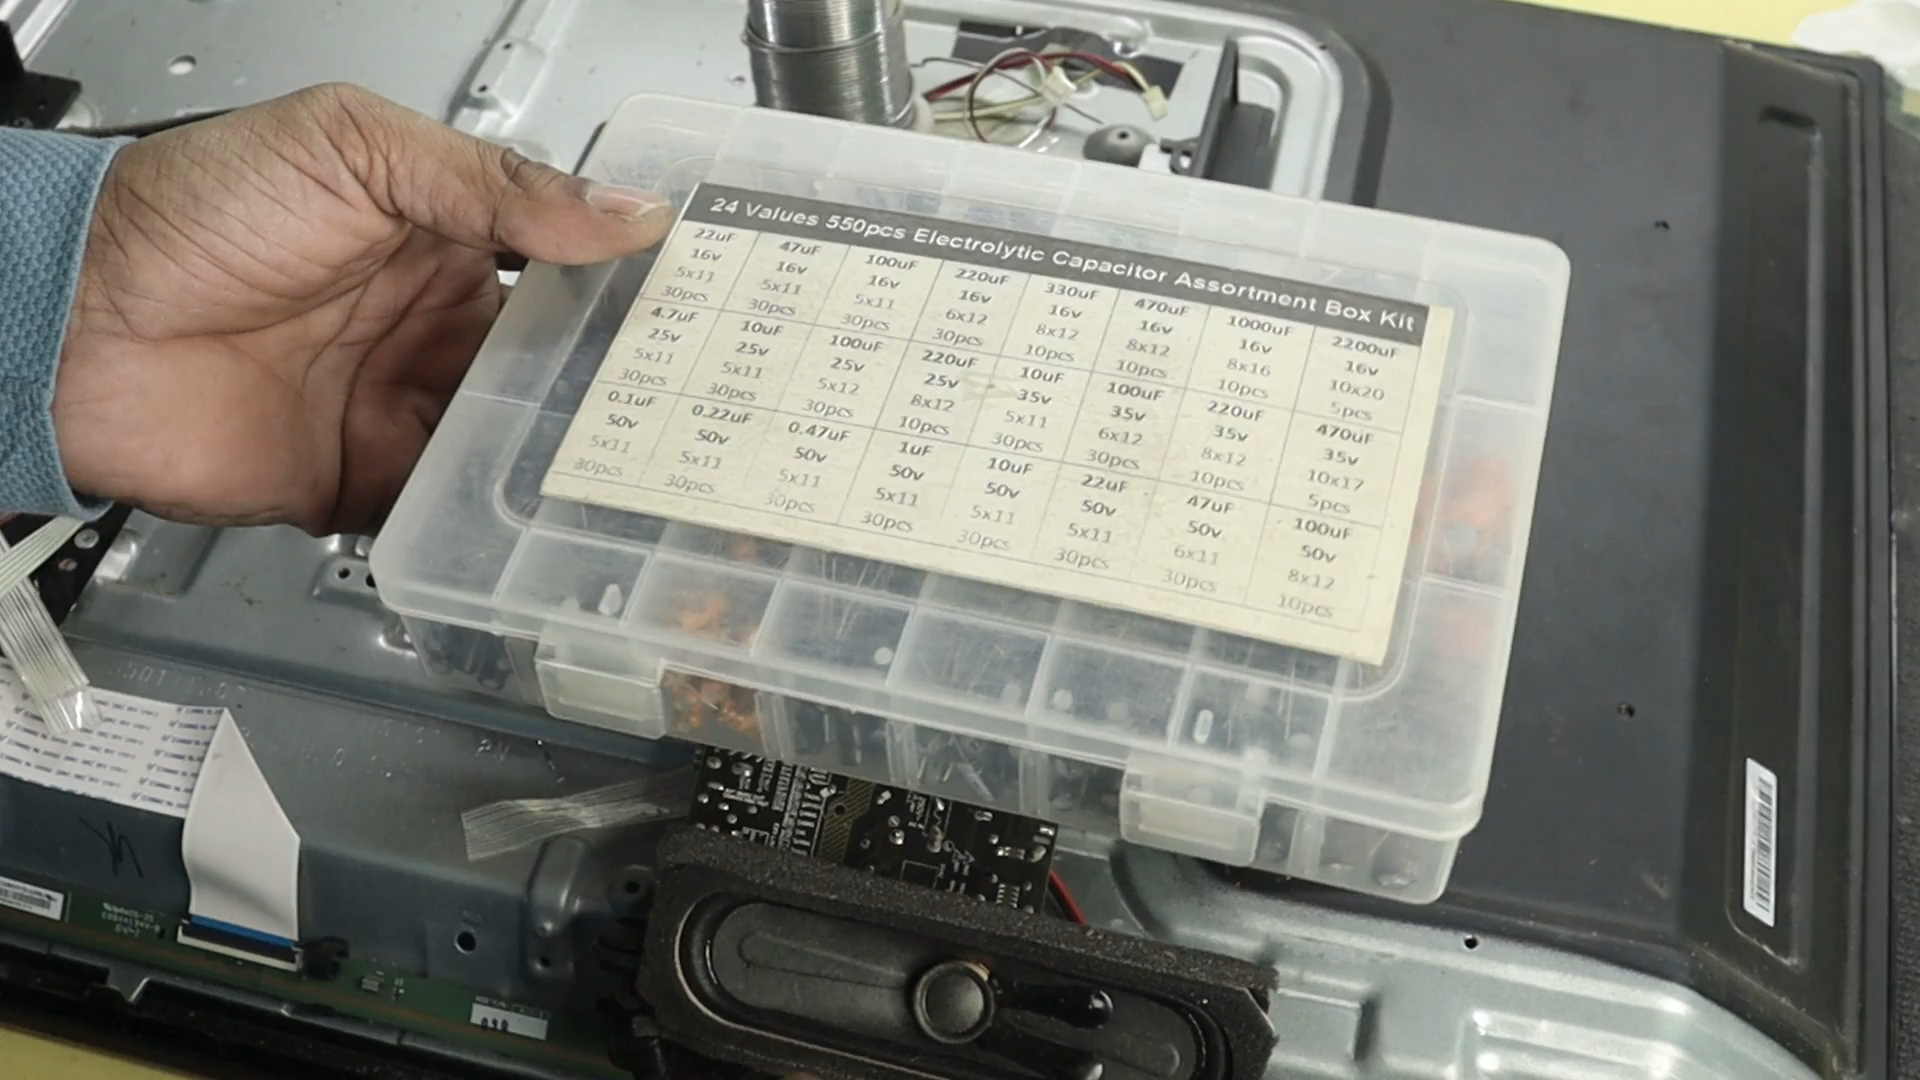 24 Values 550pcs Electrolytic Capacitor Assortment Box Kit
22uF 47uF 100uF 220uF 330uF 470uF 1000uF 2200uF
16v 16v 16v 16v 16v 16v 16v 16v
5x11 5x11 5x11 6x12 8x12 8x12 8x16 10x20
30pcs 30pcs 30pcs 30pcs 10pcs 10pcs 10pcs 5pcs
4.7uF 10uF 100uF 220uF 10uF 100uF 220uF 470uF
25v 25v 25v 25v 35v 35v 35v 35v
5x11 5x11 5x12 8x12 5x11 6x12 8x12 10x17
30pcs 30pcs 30pcs 10pcs 30pcs 30pcs 10pcs 5pcs
0.1uF 0.22uF 0.47uF 1uF 10uF 22uF 47uF 100uF
50v 50v 50v 50v 50v 50v 50v 50v
5x11 5x11 5x11 5x11 5x11 5x11 6x11 8x12
30pcs 30pcs 30pcs 30pcs 30pcs 30pcs 30pcs 10pcs